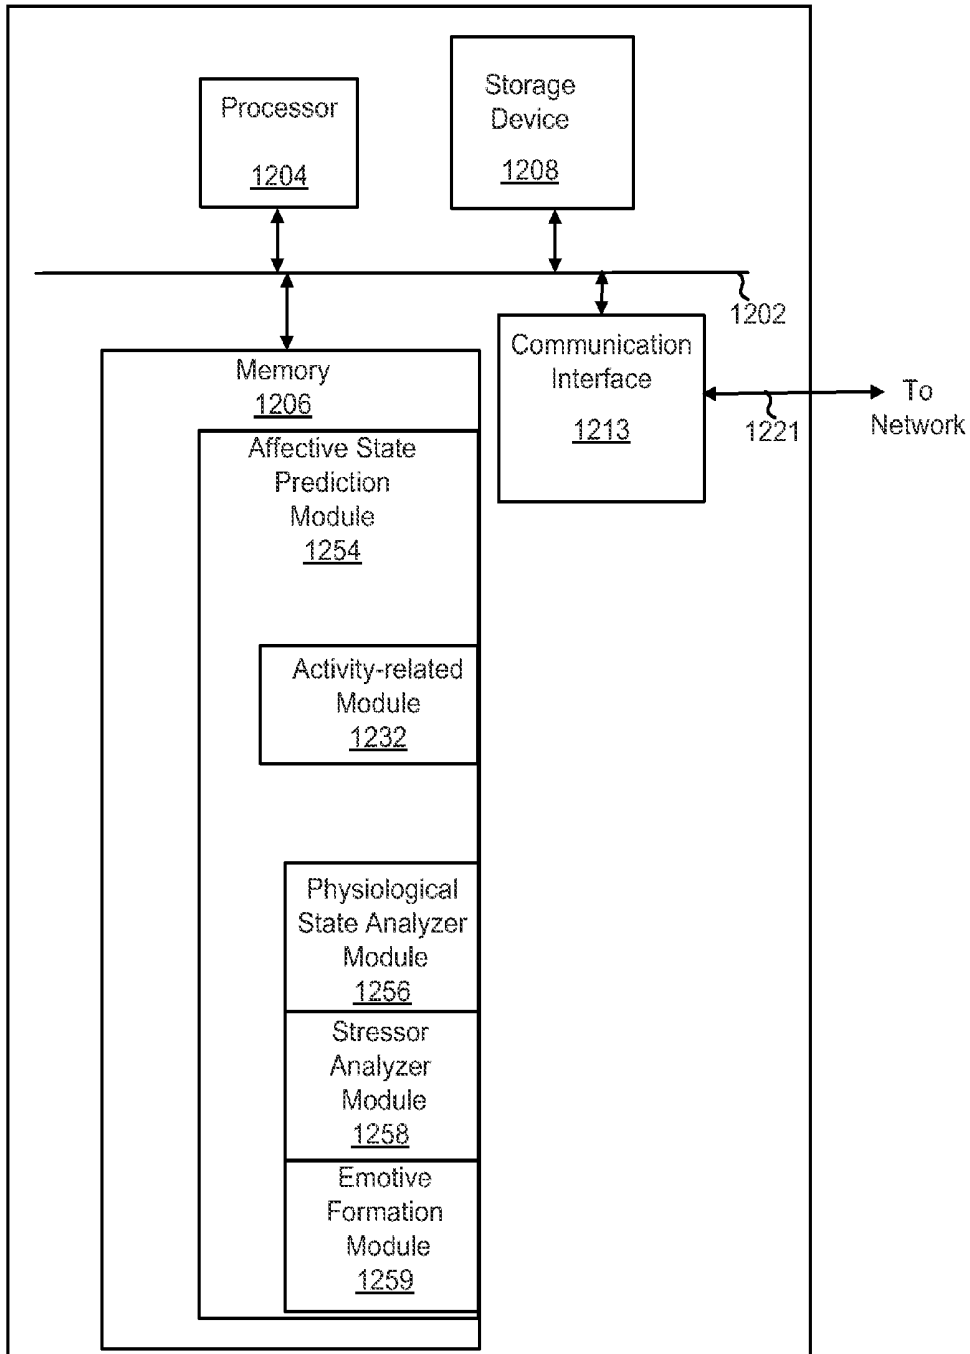 Processor
1204
Storage
Device
1208
1202
Communication
Interface
1213
1221
To
Network
Memory
1206
Affective State
Prediction
Module
1254
Activity-related
Module
1232
Physiological
State Analyzer
Module
1256
Stressor
Analyzer
Module
1258
Emotive
Formation
Module
1259